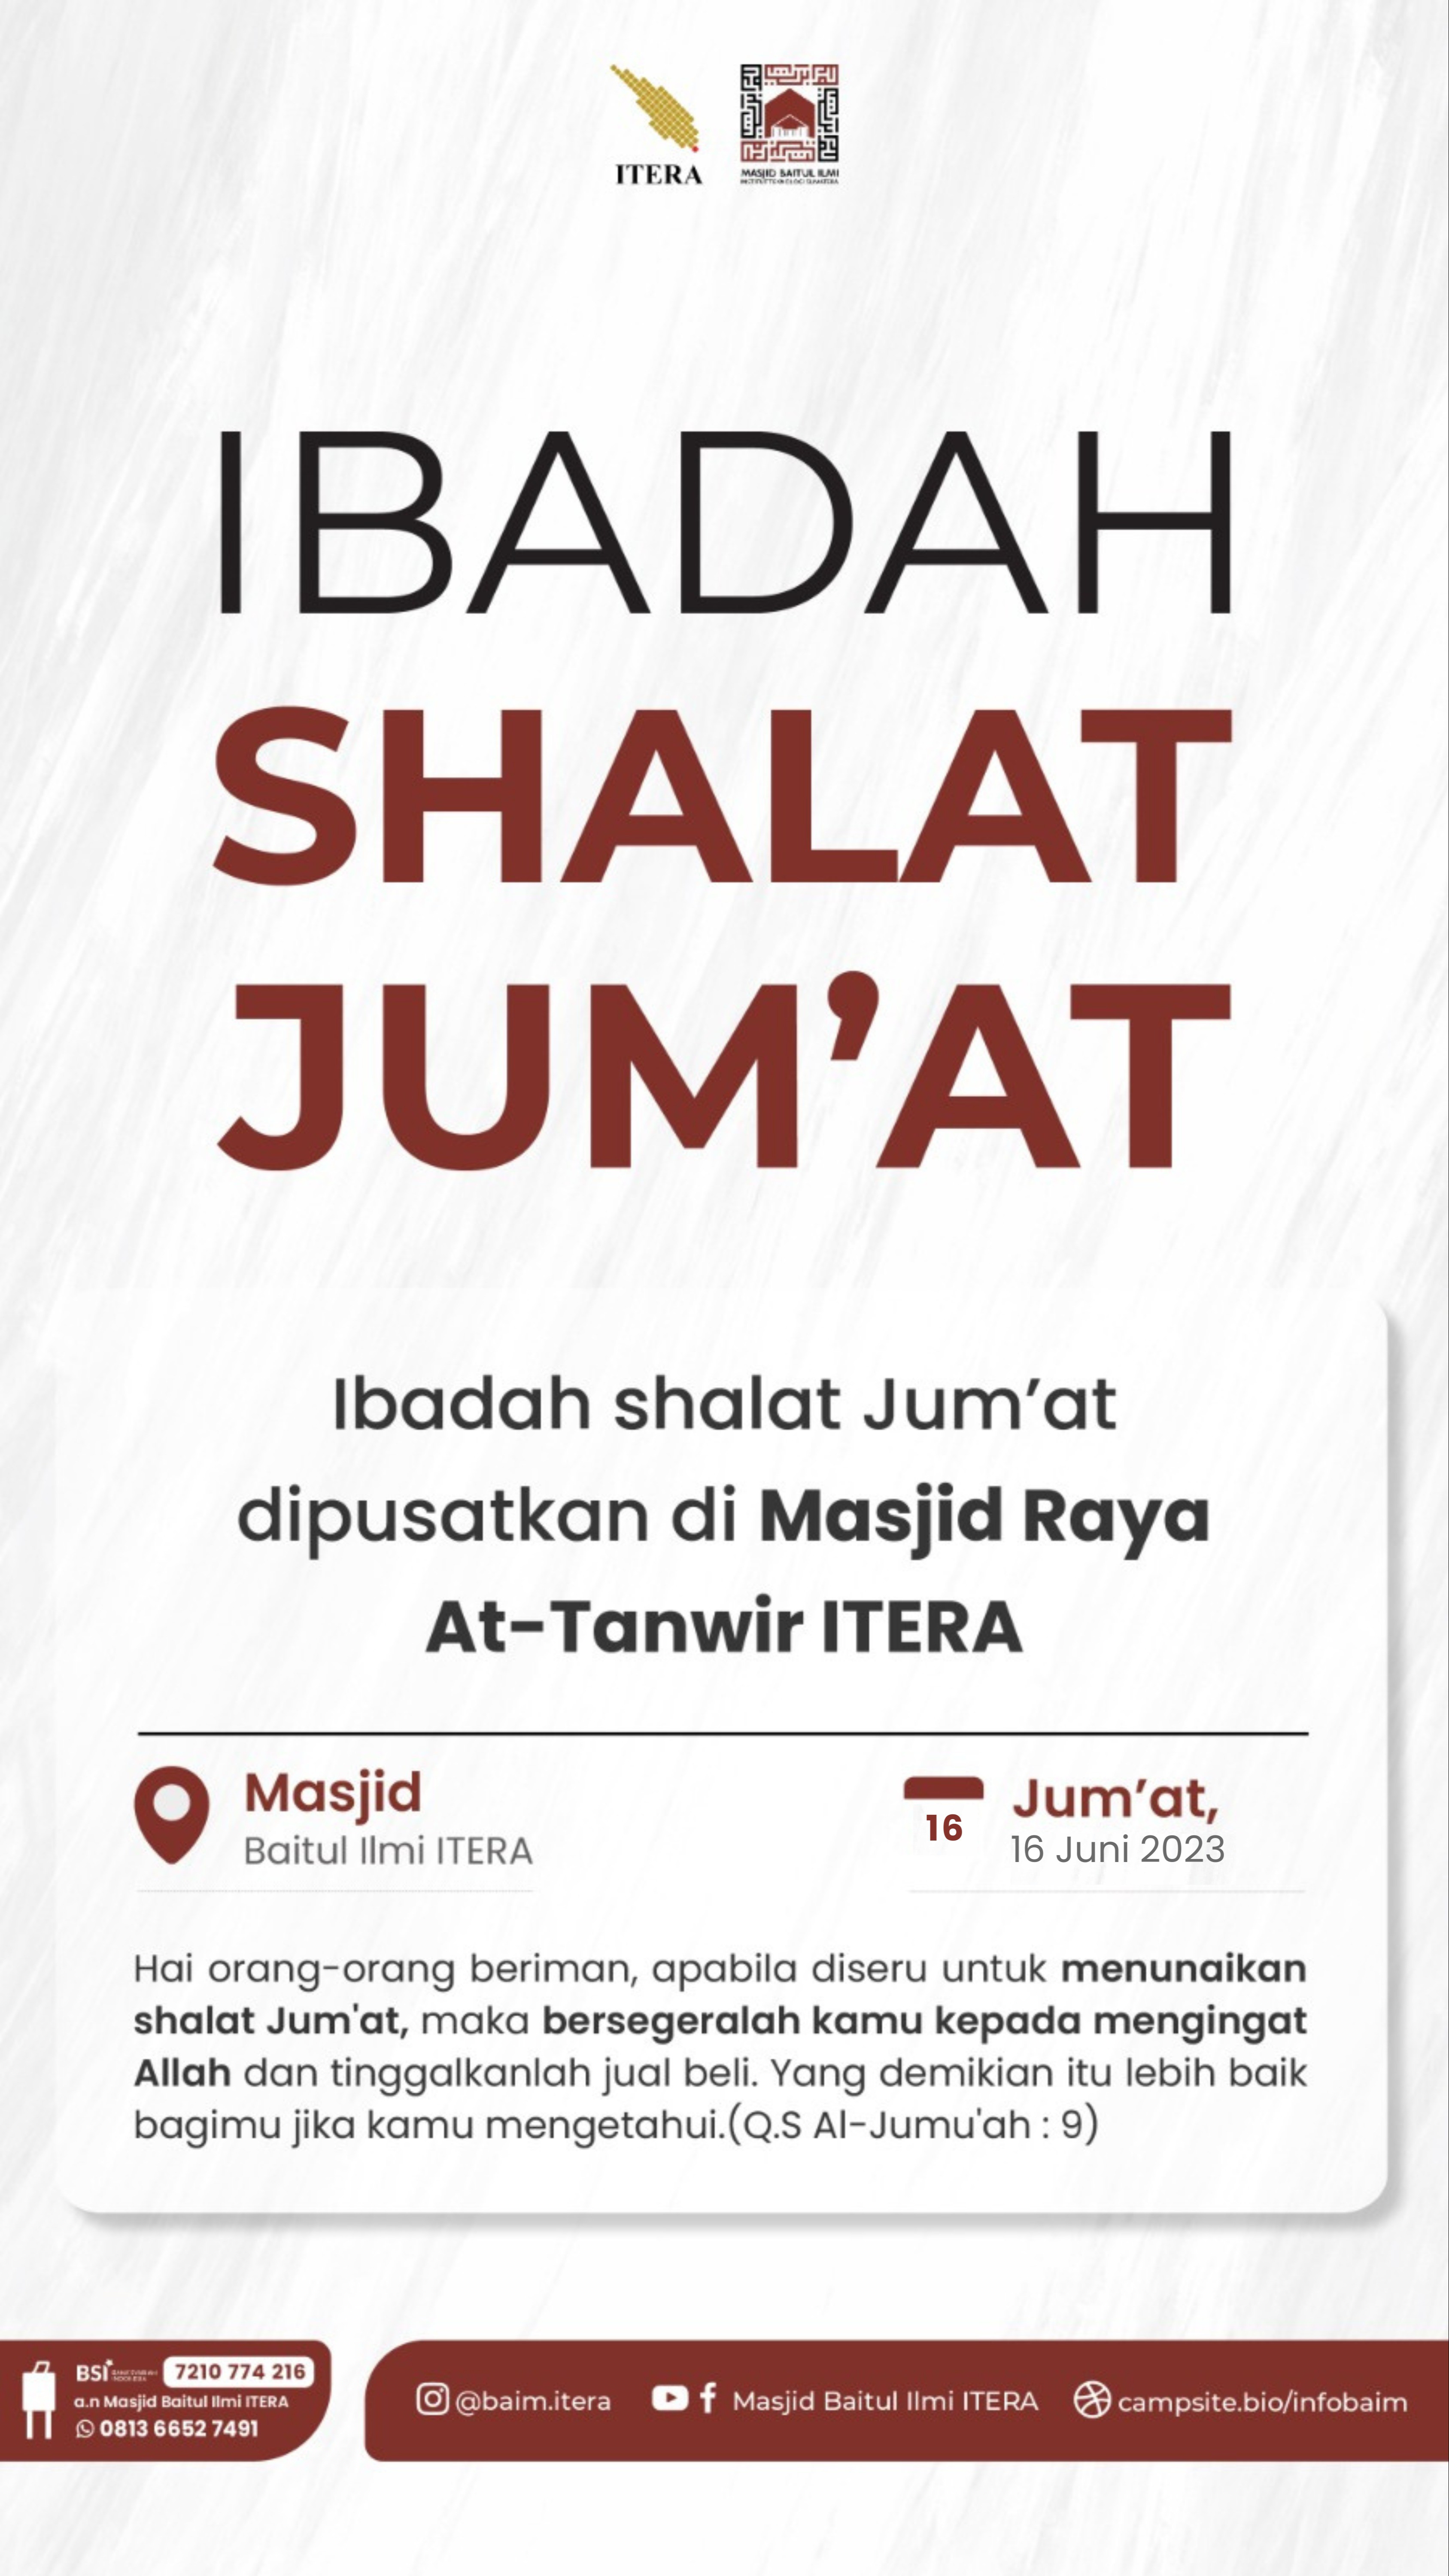 ITERA
MASJID BAITUL ILMI
INSTITUT TEKNOLOGI SUMATERA
IBADAH
SHALAT
JUM’AT
Ibadah shalat Jum’at
dipusatkan di Masjid Raya
At-Tanwir ITERA
Masjid
Baitul Ilmi ITERA
16
Jum’at,
16 Juni 2023
Hai orang-orang beriman, apabila diseru untuk menunaikan
shalat Jum'at, maka bersegeralah kamu kepada mengingat
Allah dan tinggalkanlah jual beli. Yang demikian itu lebih baik
bagimu jika kamu mengetahui.(Q.S Al-Jumu'ah : 9)
BSI 7210 774 216
a.n Masjid Baitul Ilmi ITERA
0813 6652 7491
@baim.itera Masjid Baitul Ilmi ITERA campsite.bio/infobaim